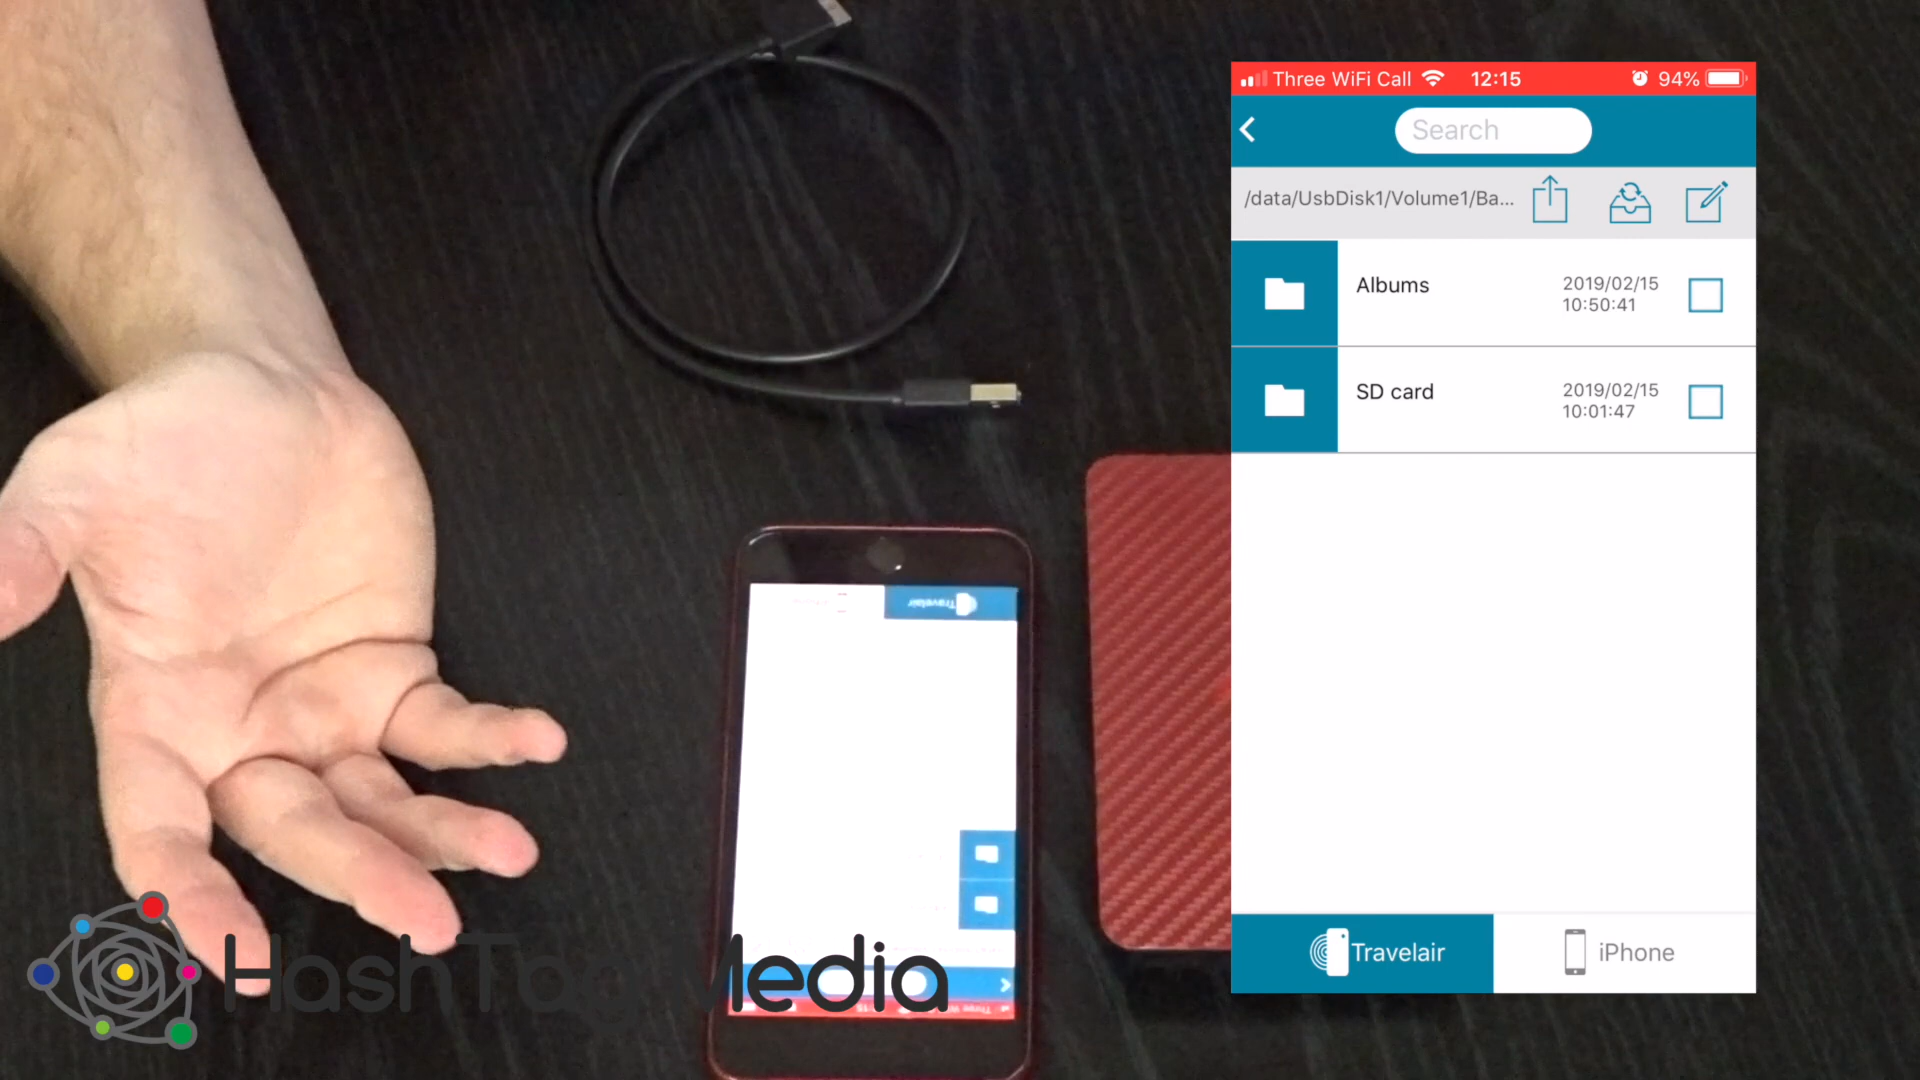 Three WiFi Call 12:15 94%
Search
/data/UsbDisk1/Volume1/Ba...
Albums 2019/02/15
10:50:41
SD card 2019/02/15
10:01:47
Travelair iPhone
Travelair
HashTag Media